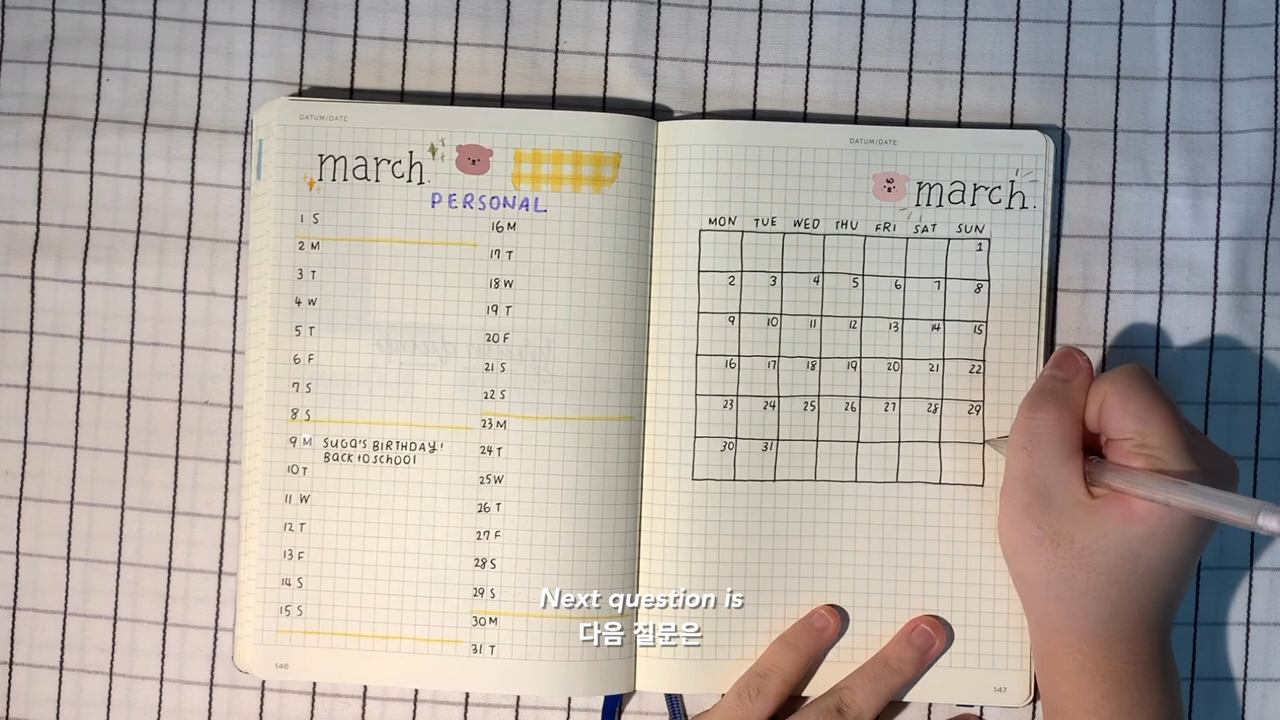 DATUM/DATE
march.
PERSONAL
1 S
2 M
3 T
4 W
5 T
6 F
7 S
8 S
9 M SUGA'S BIRTHDAY!
BACK TO SCHOOL
10 T
11 W
12 T
13 F
14 S
15 S
16 M
17 T
18 W
19 T
20 F
21 S
22 S
23 M
24 T
25 W
26 T
27 F
28 S
29 S
30 M
31 T
146
DATUM/DATE
march.
MON TUE WED THU FRI SAT SUN
1
2 3 4 5 6 7 8
9 10 11 12 13 14 15
16 17 18 19 20 21 22
23 24 25 26 27 28 29
30 31
147
Next question is
다음 질문은